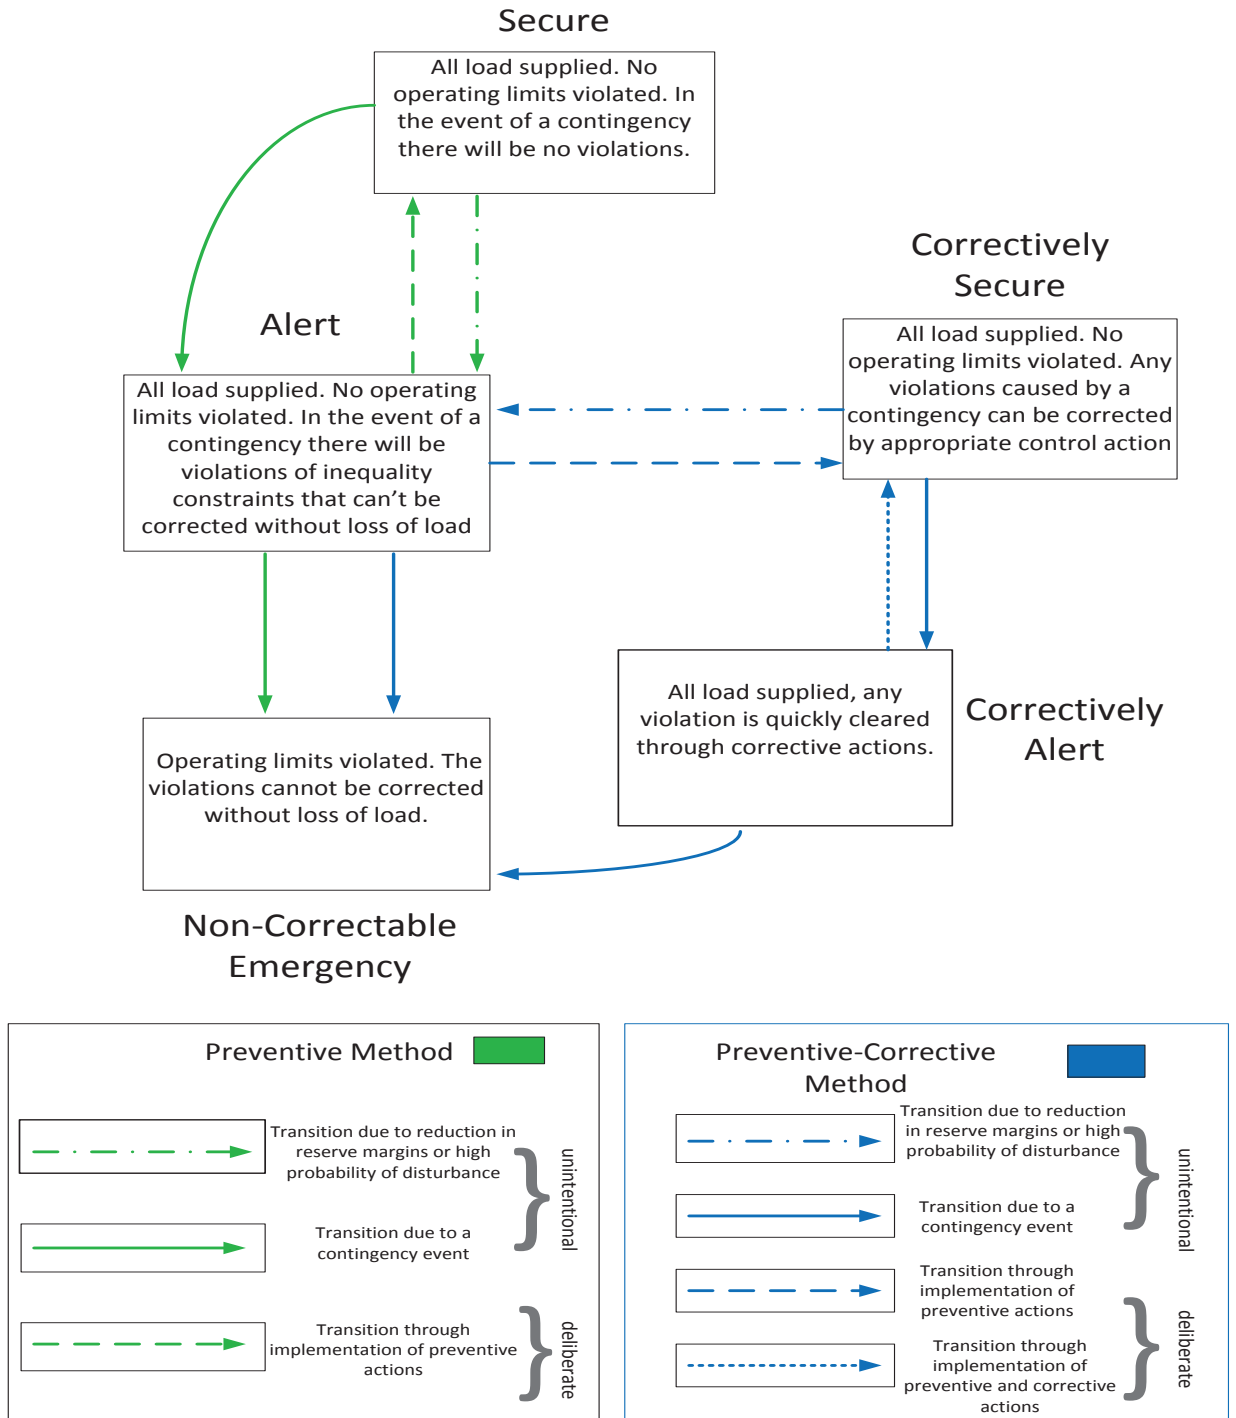 Secure
All load supplied. No
operating limits violated. In
the event of a contingency
there will be no violations.
Correctively
Secure
All load supplied. No
operating limits violated. Any
violations caused by a
contingency can be corrected
by appropriate control action
Alert
All load supplied. No operating
limits violated. In the event of a
contingency there will be
violations of inequality
constraints that can't be
corrected without loss of load
All load supplied, any
violation is quickly cleared
through corrective actions.
Correctively
Alert
Operating limits violated. The
violations cannot be corrected
without loss of load.
Non-Correctable
Emergency
Preventive Method
Transition due to reduction in
reserve margins or high
probability of disturbance
Transition due to a
contingency event
unintentional
Transition through
implementation of preventive
actions
deliberate
Preventive-Corrective
Method
Transition due to reduction
in reserve margins or high
probability of disturbance
Transition due to a
contingency event
unintentional
Transition through
implementation of
preventive actions
Transition through
implementation of
preventive and corrective
actions
deliberate